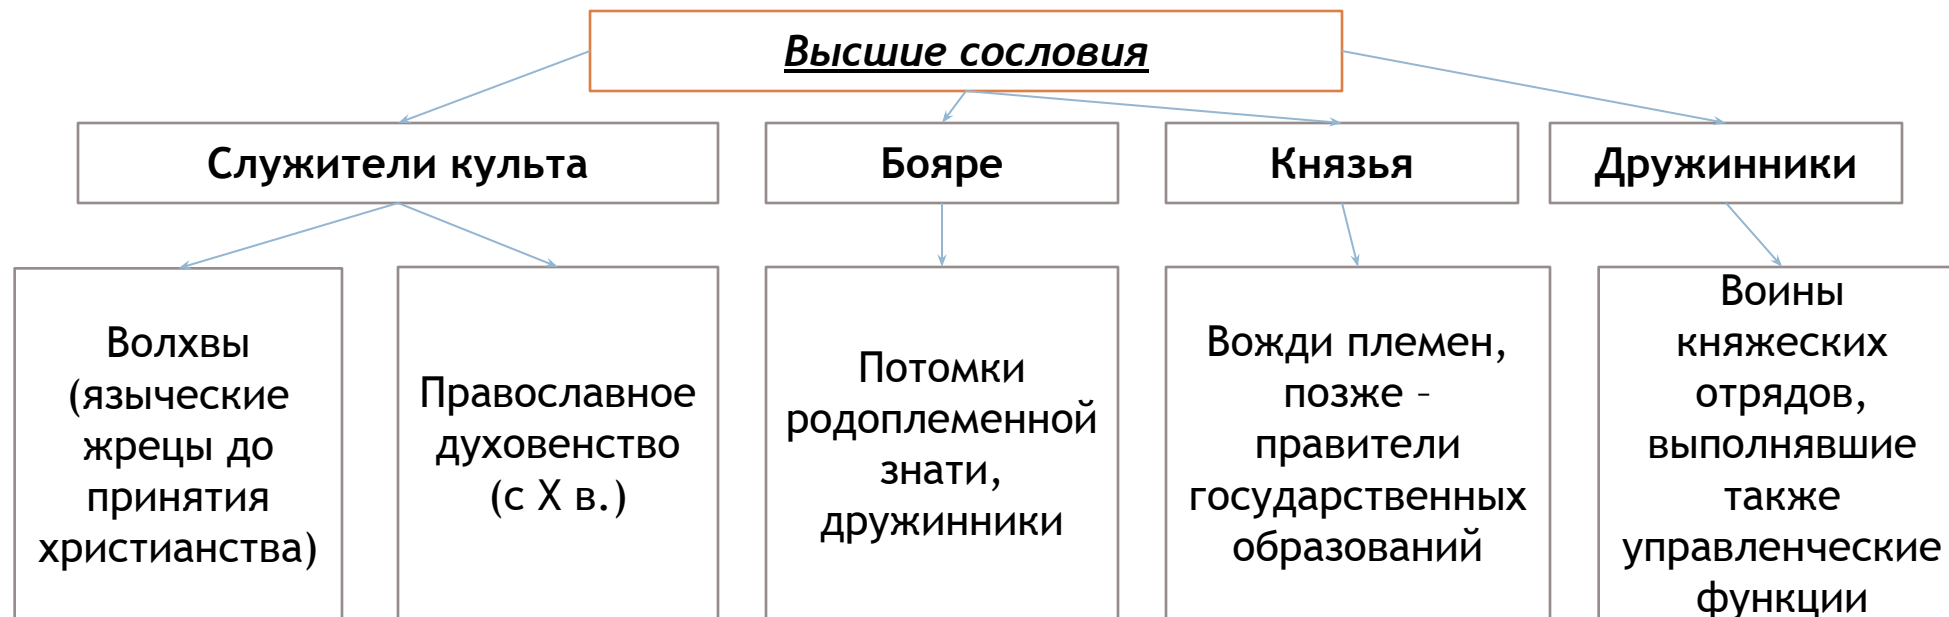 Высшие сословия
Служители культа
Бояре
Князья
Дружинники
Волхвы
(языческие
жрецы до
принятия
христианства)
Православное
духовенство
(с X в.)
Потомки
родоплеменной
знати,
дружинники
Вожди племен,
позже -
правители
государственных
образований
Воины
княжеских
отрядов,
выполнявшие
также
управленческие
функции